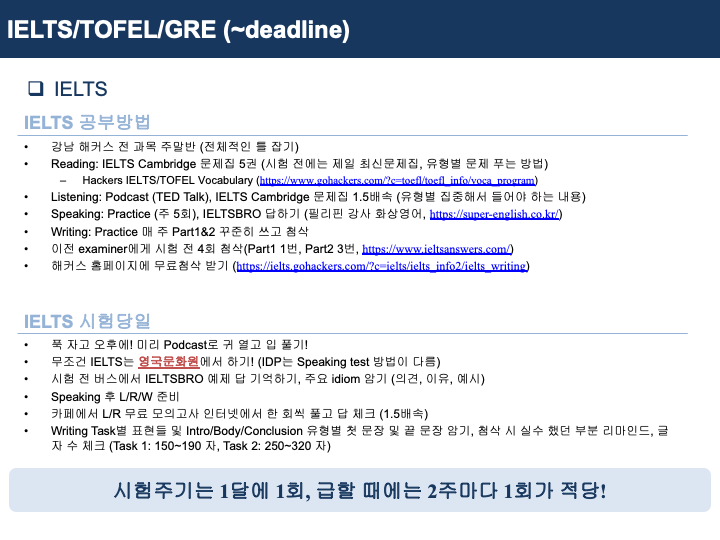 IELTS/TOFEL/GRE (~deadline)
❑ IELTS
IELTS 공부방법
• 강남 해커스 전 과목 주말반 (전체적인 틀 잡기)
• Reading: IELTS Cambridge 문제집 5권 (시험 전에는 제일 최신문제집, 유형별 문제 푸는 방법)
– Hackers IELTS/TOFEL Vocabulary (https://www.gohackers.com/?c=toefl/toefl_info/voca_program)
• Listening: Podcast (TED Talk), IELTS Cambridge 문제집 1.5배속 (유형별 집중해서 들어야 하는 내용)
• Speaking: Practice (주 5회), IELTSBRO 답하기 (필리핀 강사 화상영어, https://super-english.co.kr/)
• Writing: Practice 매 주 Part1&2 꾸준히 쓰고 첨삭
• 이전 examiner에게 시험 전 4회 첨삭(Part1 1번, Part2 3번, https://www.ieltsanswers.com/)
• 해커스 홈페이지에 무료첨삭 받기 (https://ielts.gohackers.com/?c=ielts/ielts_info2/ielts_writing)
IELTS 시험당일
• 푹 자고 오후에! 미리 Podcast로 귀 열고 입 풀기!
• 무조건 IELTS는 영국문화원에서 하기! (IDP는 Speaking test 방법이 다름)
• 시험 전 버스에서 IELTSBRO 예제 답 기억하기, 주요 idiom 암기 (의견, 이유, 예시)
• Speaking 후 L/R/W 준비
• 카페에서 L/R 무료 모의고사 인터넷에서 한 회씩 풀고 답 체크 (1.5배속)
• Writing Task별 표현들 및 Intro/Body/Conclusion 유형별 첫 문장 및 끝 문장 암기, 첨삭 시 실수 했던 부분 리마인드, 글
자 수 체크 (Task 1: 150~190 자, Task 2: 250~320 자)
시험주기는 1달에 1회, 급할 때에는 2주마다 1회가 적당!